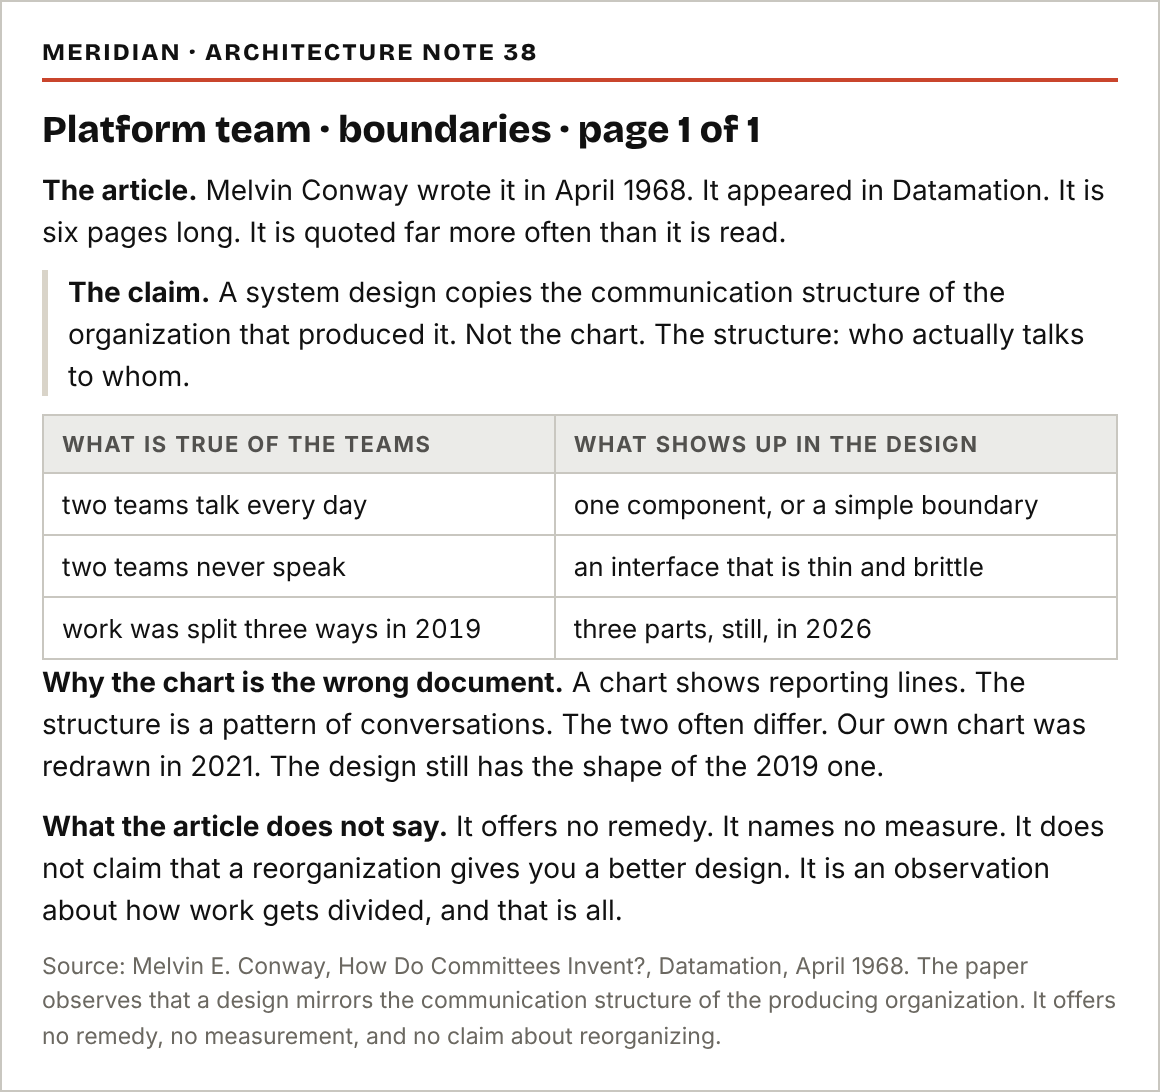 MERIDIAN · ARCHITECTURE NOTE 38
Platform team · boundaries · page 1 of 1
The article. Melvin Conway wrote it in April 1968. It appeared in Datamation. It is
six pages long. It is quoted far more often than it is read.
The claim. A system design copies the communication structure of the
organization that produced it. Not the chart. The structure: who actually talks
to whom.
WHAT IS TRUE OF THE TEAMS WHAT SHOWS UP IN THE DESIGN
two teams talk every day one component, or a simple boundary
two teams never speak an interface that is thin and brittle
work was split three ways in 2019 three parts, still, in 2026
Why the chart is the wrong document. A chart shows reporting lines. The
structure is a pattern of conversations. The two often differ. Our own chart was
redrawn in 2021. The design still has the shape of the 2019 one.
What the article does not say. It offers no remedy. It names no measure. It does
not claim that a reorganization gives you a better design. It is an observation
about how work gets divided, and that is all.
Source: Melvin E. Conway, How Do Committees Invent?, Datamation, April 1968. The paper
observes that a design mirrors the communication structure of the producing organization. It offers
no remedy, no measurement, and no claim about reorganizing.